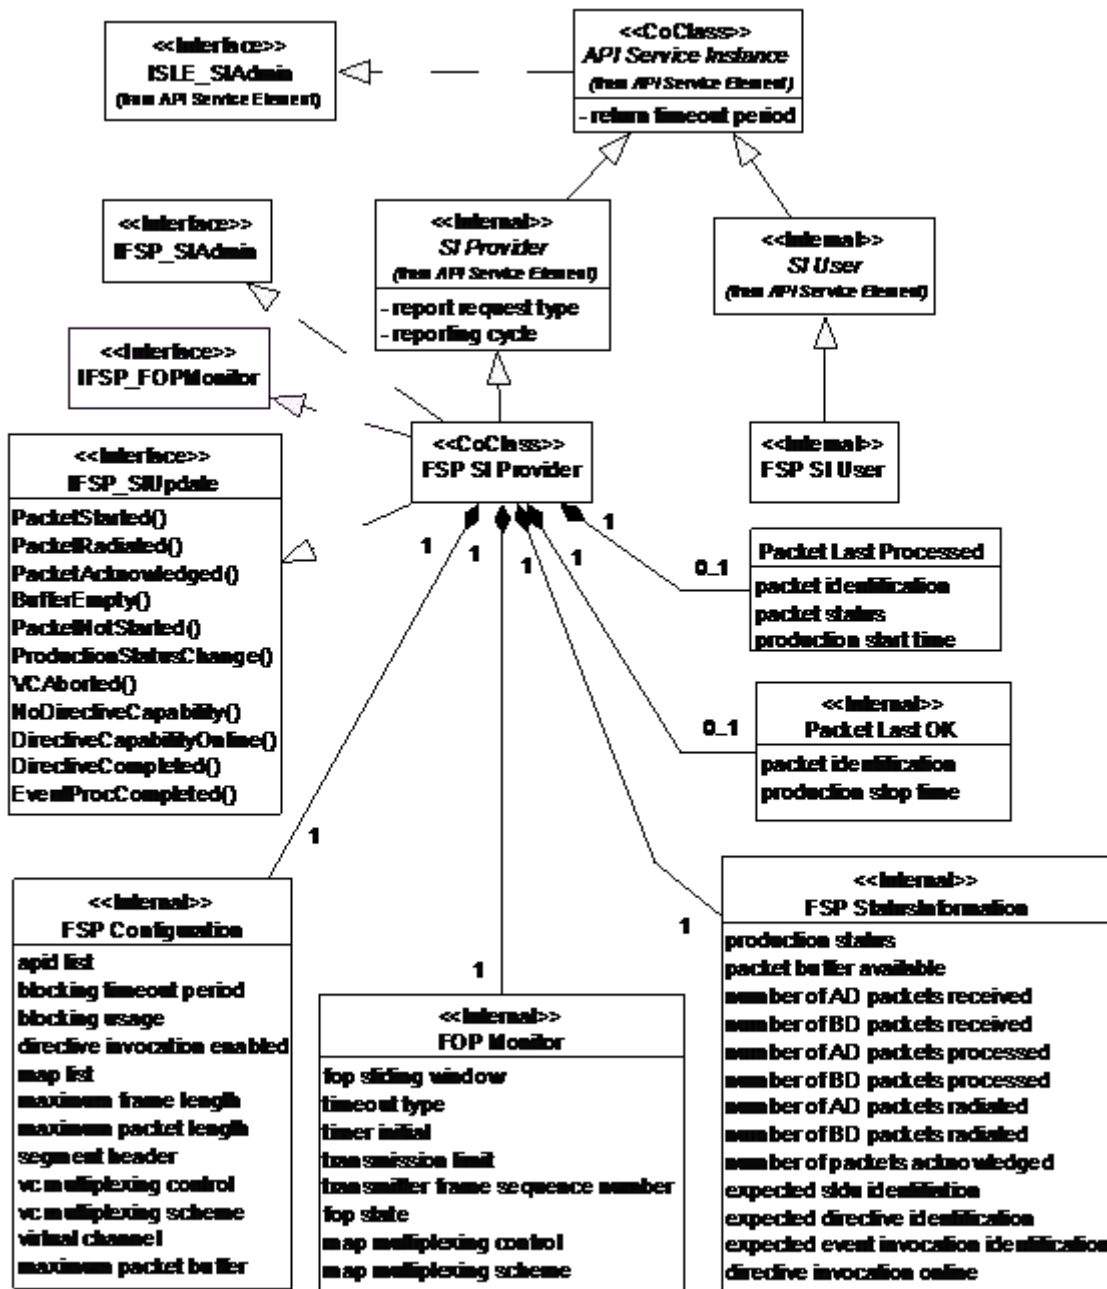 <<Interface>>
ISLE_SIAdmin
(from API Service Element)
<<CoClass>>
API Service Instance
(from API Service Element)
- return timeout period
<<Interface>>
IFSP_SIAdmin
<<Internal>>
SI Provider
(from API Service Element)
- report request type
- reporting cycle
<<Internal>>
SI User
(from API Service Element)
<<Interface>>
IFSP_FOPMonitor
<<CoClass>>
FSP SI Provider
<<Internal>>
FSP SI User
<<Interface>>
IFSP_SIUpdate
PacketStarted()
PacketRadiated()
PacketAcknowledged()
BufferEmpty()
PacketNotStarted()
ProductionStatusChange()
VCAborted()
NoDirectiveCapability()
DirectiveCapabilityOnline()
DirectiveCompleted()
EventProcCompleted()
1
1
1
1
1
0..1
Packet Last Processed
packet identification
packet status
production start time
0..1
<<Internal>>
Packet Last OK
packet identification
production stop time
1
<<Internal>>
FSP Configuration
apid list
blocking timeout period
blocking usage
directive invocation enabled
map list
maximum frame length
maximum packet length
segment header
vc multiplexing control
vc multiplexing scheme
virtual channel
maximum packet buffer
1
<<Internal>>
FOP Monitor
fop sliding window
timeout type
timer initial
transmission limit
transmitter frame sequence number
fop state
map multiplexing control
map multiplexing scheme
1
<<Internal>>
FSP StatusInformation
production status
packet buffer available
number of AD packets received
number of BD packets received
number of AD packets processed
number of BD packets processed
number of AD packets radiated
number of BD packets radiated
number of packets acknowledged
expected sldu identifiation
expected directive identification
expected event invocation identification
directive invocation online